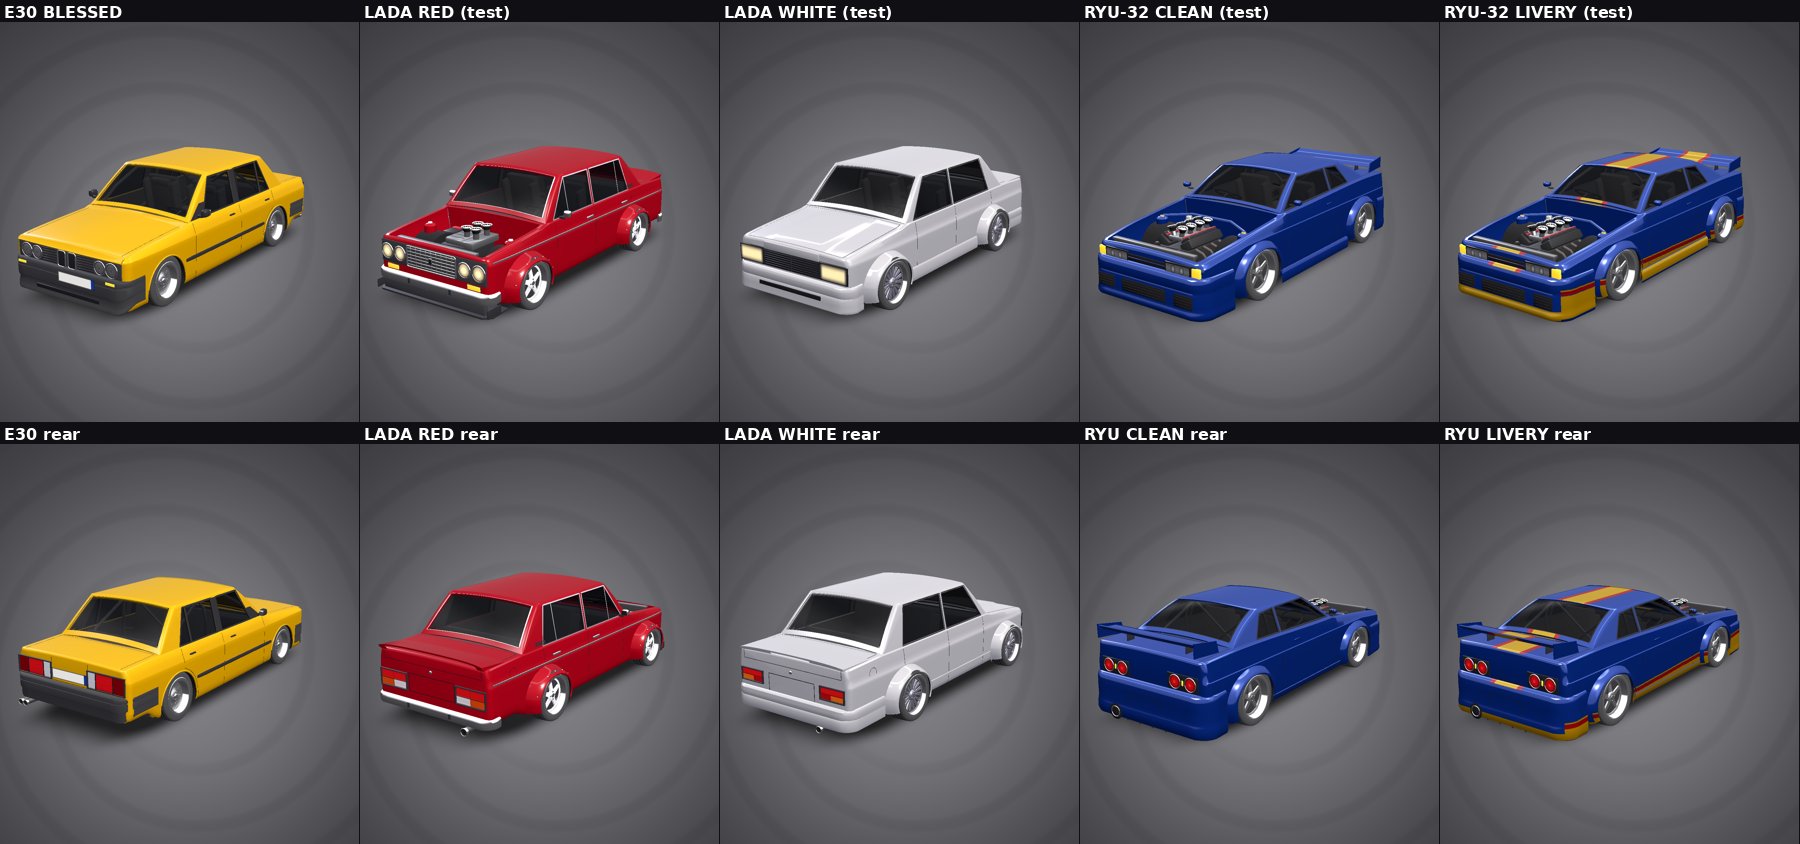 E30 BLESSED
LADA RED (test)
LADA WHITE (test)
RYU-32 CLEAN (test)
RYU-32 LIVERY (test)
E30 rear
LADA RED rear
LADA WHITE rear
RYU CLEAN rear
RYU LIVERY rear